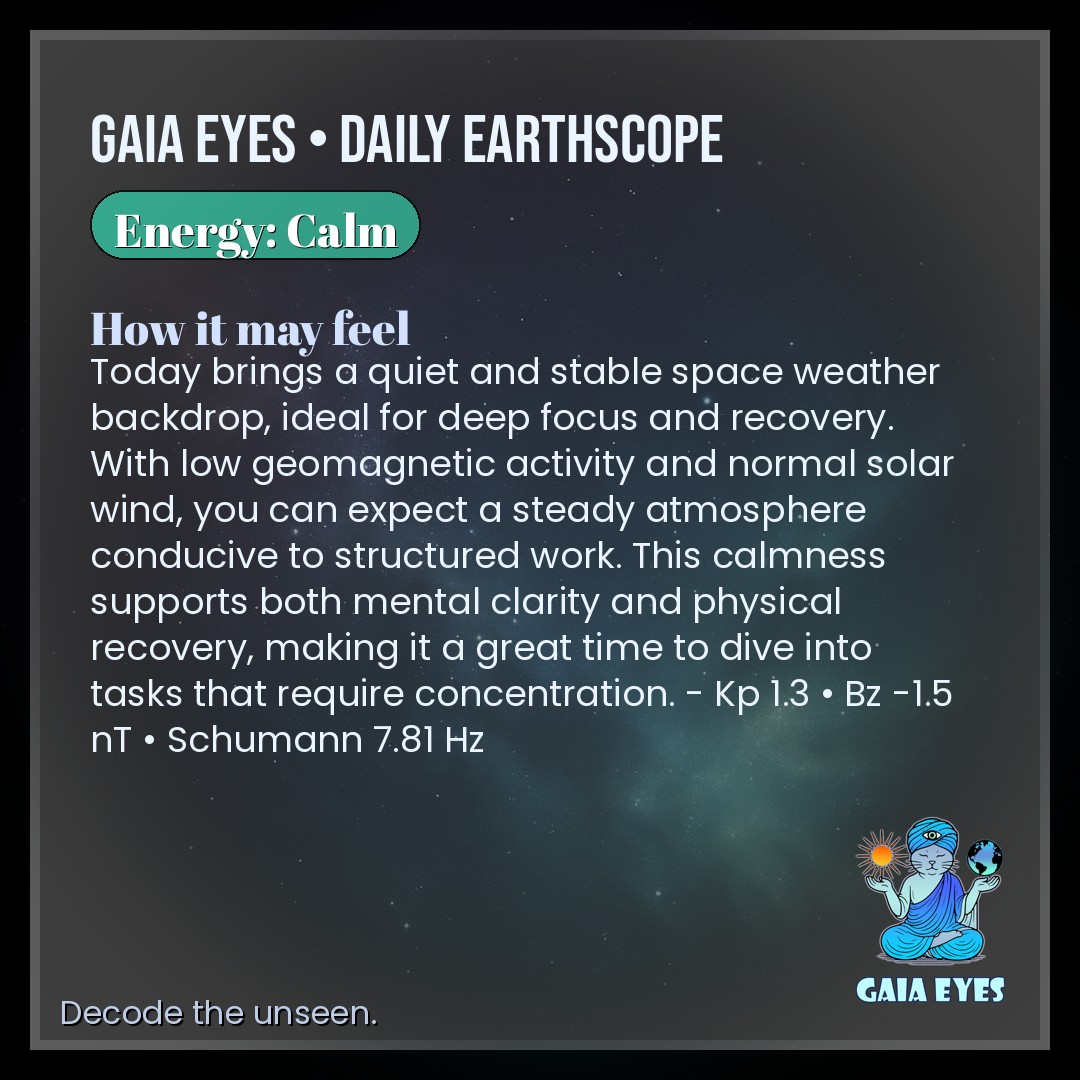 GAIA EYES • DAILY EARTHSCOPE
Energy: Calm
How it may feel
Today brings a quiet and stable space weather
backdrop, ideal for deep focus and recovery.
With low geomagnetic activity and normal solar
wind, you can expect a steady atmosphere
conducive to structured work. This calmness
supports both mental clarity and physical
recovery, making it a great time to dive into
tasks that require concentration. - Kp 1.3 • Bz -1.5
nT • Schumann 7.81 Hz
GAIA EYES
Decode the unseen.